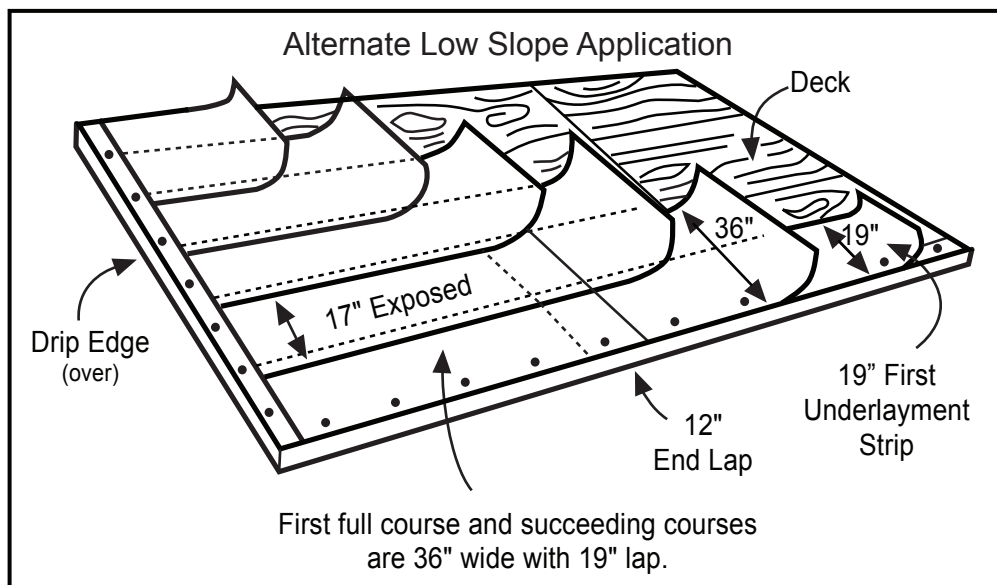 Alternate Low Slope Application
Deck
36"
19"
17" Exposed
Drip Edge
(over)
12"
End Lap
19” First
Underlayment
Strip
First full course and succeeding courses
are 36" wide with 19" lap.